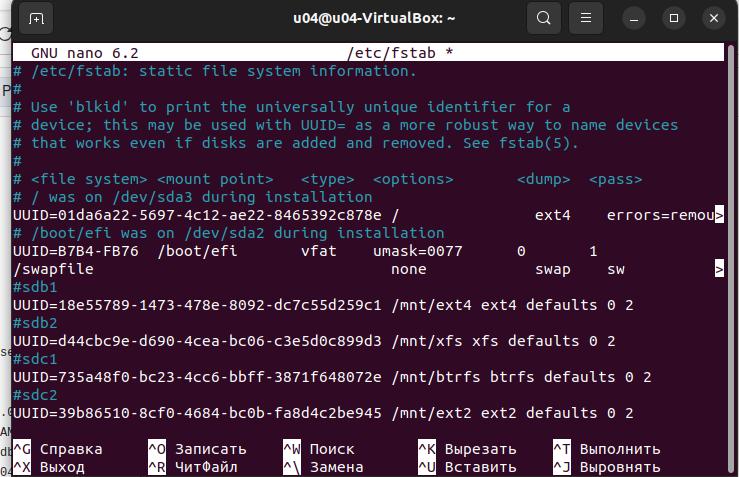 u04@u04-VirtualBox: ~
GNU nano 6.2 /etc/fstab *
# /etc/fstab: static file system information.
#
# Use 'blkid' to print the universally unique identifier for a
# device; this may be used with UUID= as a more robust way to name devices
# that works even if disks are added and removed. See fstab(5).
#
# <file system> <mount point> <type> <options> <dump> <pass>
# / was on /dev/sda3 during installation
UUID=01da6a22-5697-4c12-ae22-8465392c878e / ext4 errors=remou>
# /boot/efi was on /dev/sda2 during installation
UUID=B7B4-FB76 /boot/efi vfat umask=0077 0 1
/swapfile none swap sw >
#sdb1
UUID=18e55789-1473-478e-8092-dc7c55d259c1 /mnt/ext4 ext4 defaults 0 2
#sdb2
UUID=d44cbc9e-d690-4cea-bc06-c3e5d0c899d3 /mnt/xfs xfs defaults 0 2
#sdc1
UUID=735a48f0-bc23-4cc6-bbff-3871f648072e /mnt/btrfs btrfs defaults 0 2
#sdc2
UUID=39b86510-8cf0-4684-bc0b-fa8d4c2be945 /mnt/ext2 ext2 defaults 0 2
^G Справка ^O Записать ^W Поиск ^K Вырезать ^T Выполнить
^X Выход ^R ЧитФайл ^\ Замена ^U Вставить ^J Выровнять